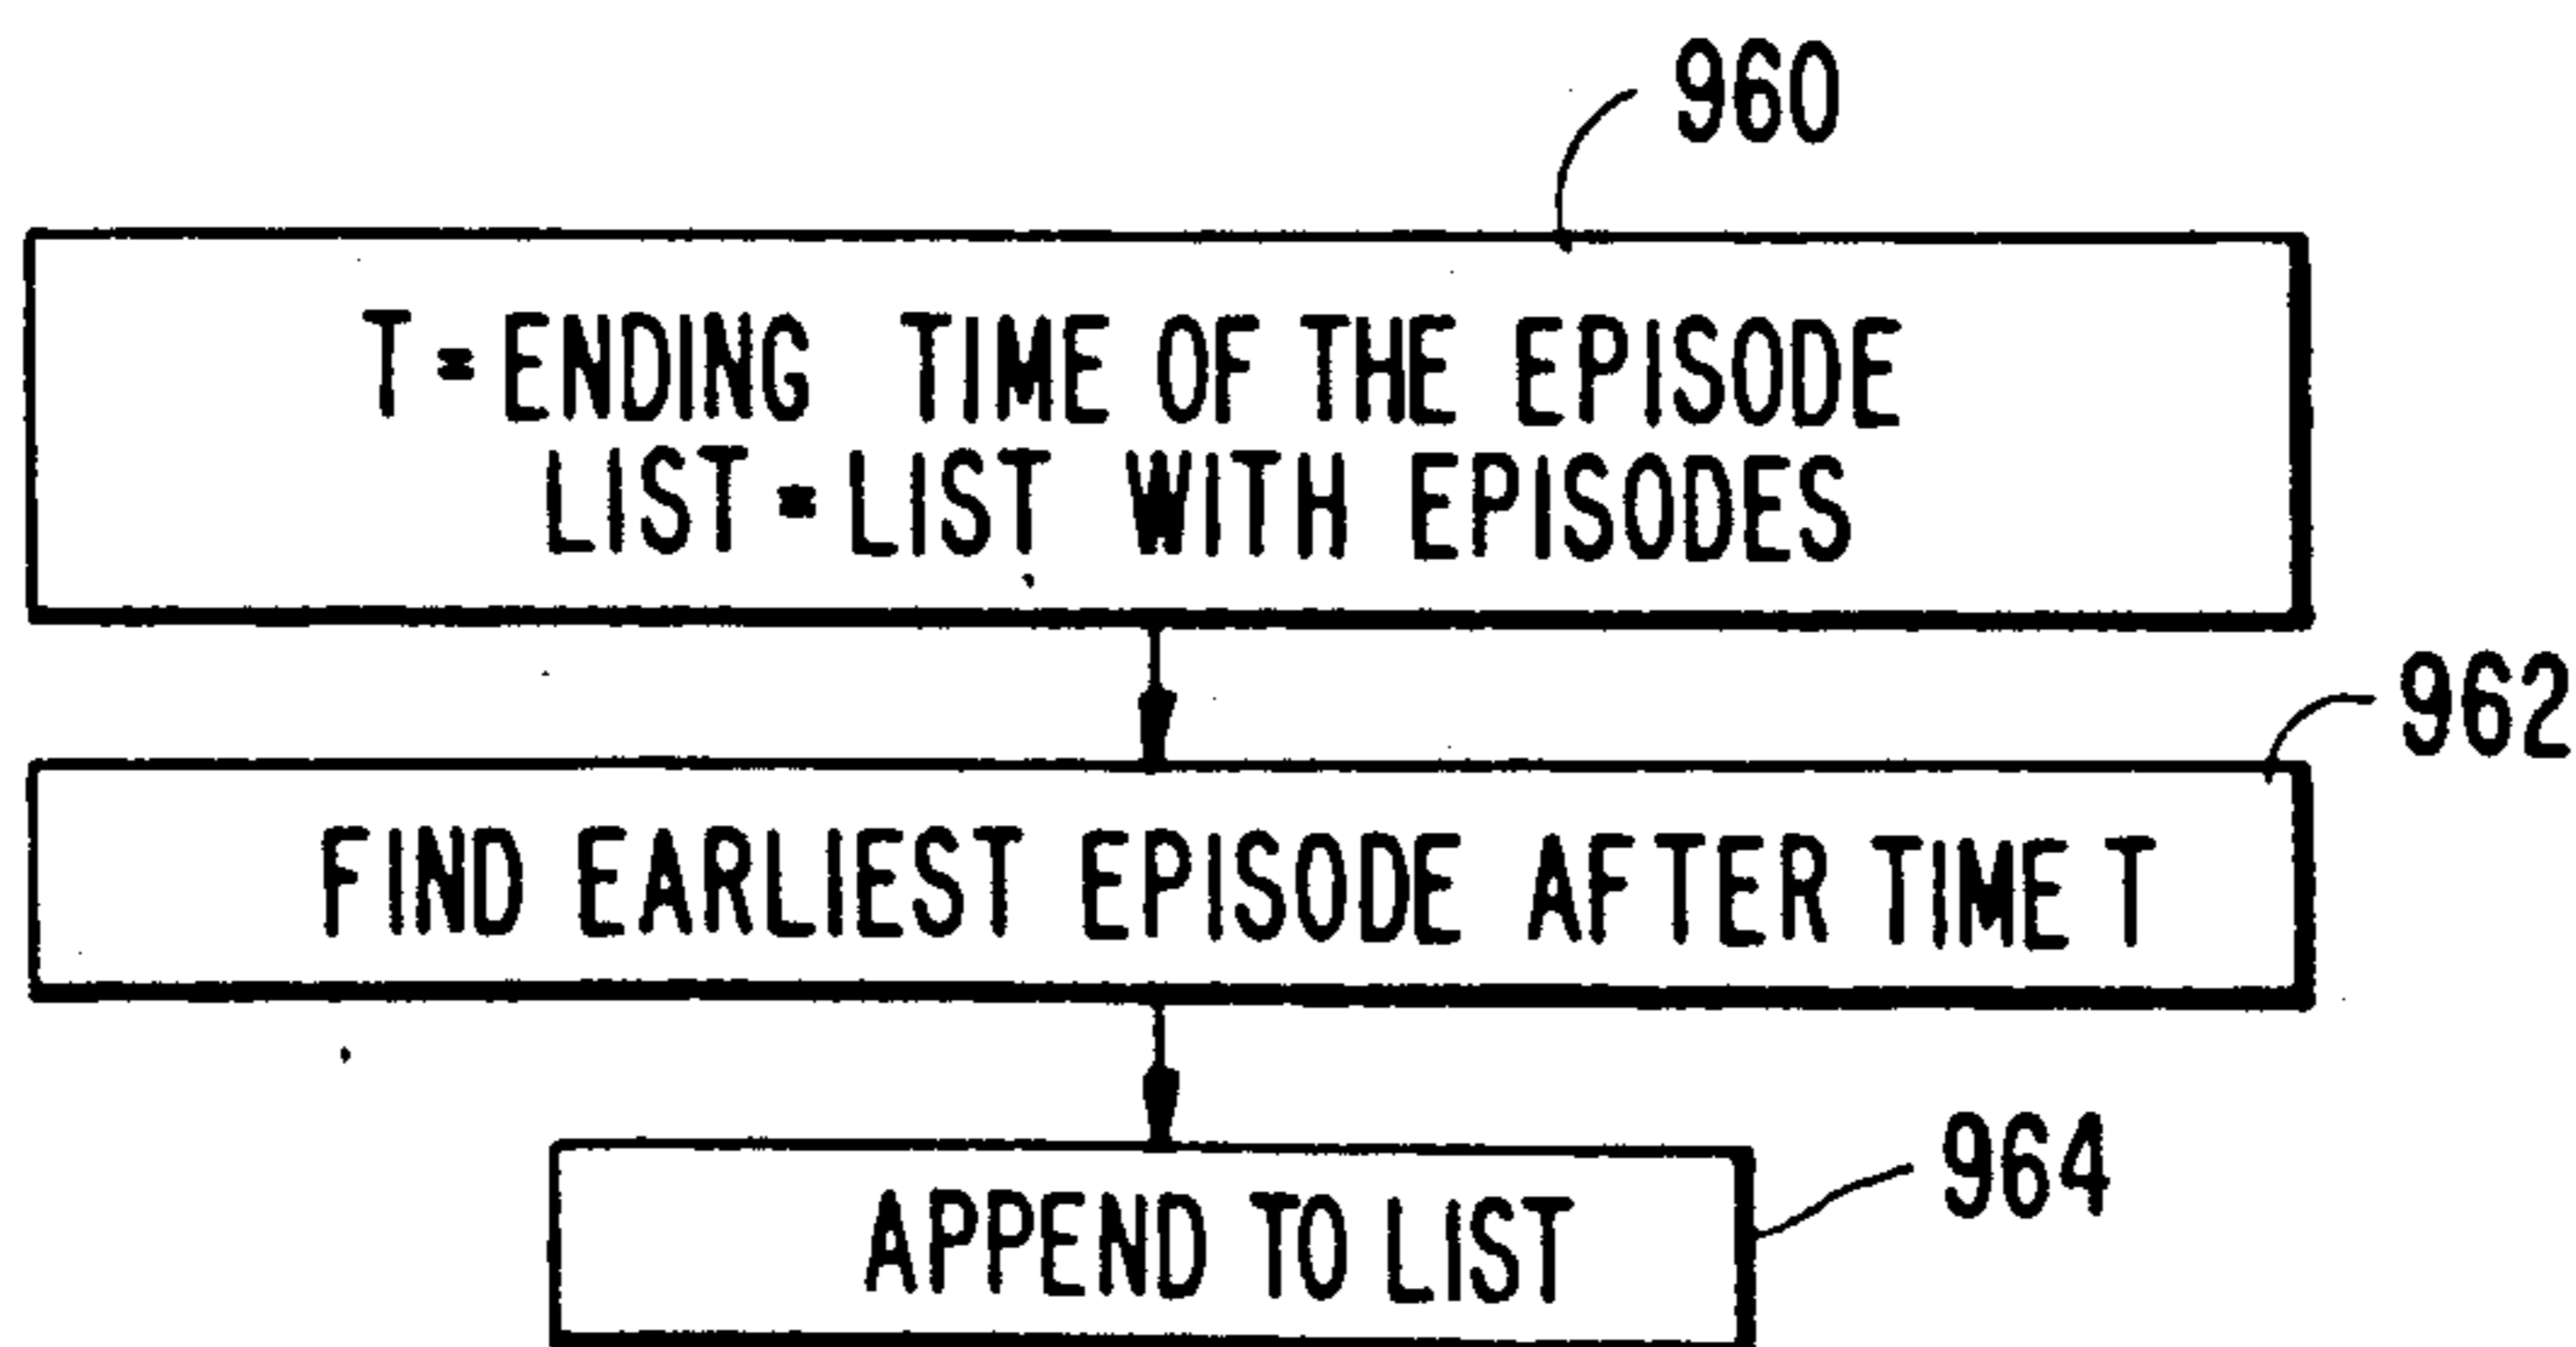 960
T = ENDING TIME OF THE EPISODE
LIST = LIST WITH EPISODES
962
FIND EARLIEST EPISODE AFTER TIME T
964
APPEND TO LIST